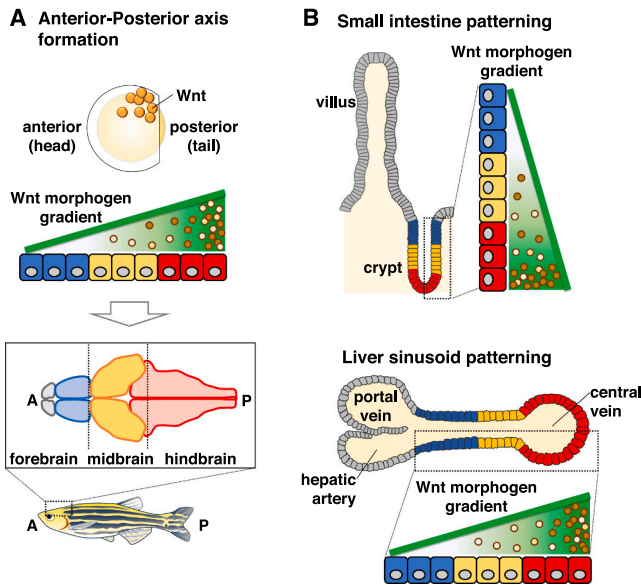 A Anterior-Posterior axis
formation
Wnt
anterior
(head)
posterior
(tail)
Wnt morphogen
gradient
A
P
forebrain
midbrain
hindbrain
A
P
B Small intestine patterning
Wnt morphogen
gradient
villus
crypt
Liver sinusoid patterning
portal
vein
central
vein
hepatic
artery
Wnt morphogen
gradient